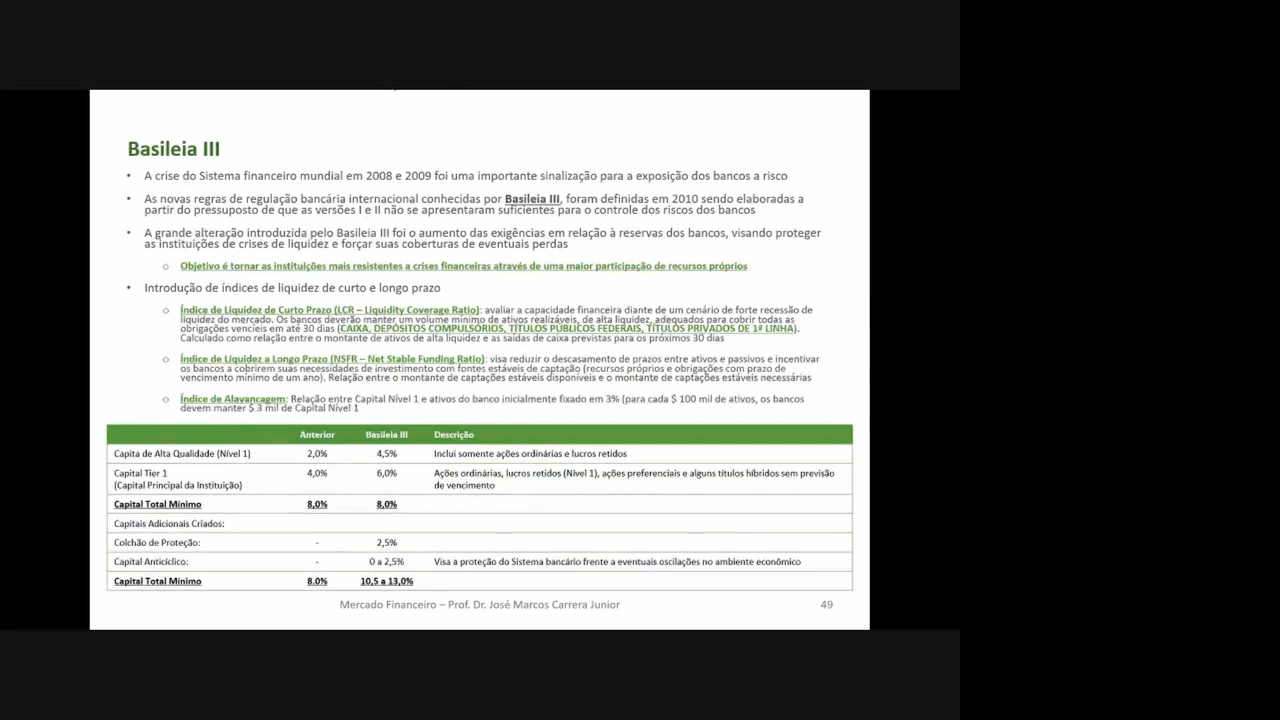 Basileia III
• A crise do Sistema financeiro mundial em 2008 e 2009 foi uma importante sinalização para a exposição dos bancos a risco
• As novas regras de regulação bancária internacional conhecidas por Basileia III, foram definidas em 2010 sendo elaboradas a
partir do pressuposto de que as versões I e II não se apresentaram suficientes para o controle dos riscos dos bancos
• A grande alteração introduzida pelo Basileia III foi o aumento das exigências em relação à reservas dos bancos, visando proteger
as instituições de crises de liquidez e forçar suas coberturas de eventuais perdas
o Objetivo é tornar as instituições mais resistentes a crises financeiras através de uma maior participação de recursos próprios
• Introdução de índices de liquidez de curto e longo prazo
o Índice de Liquidez de Curto Prazo (LCR – Liquidity Coverage Ratio): avaliar a capacidade financeira diante de um cenário de forte recessão de
liquidez do mercado. Os bancos deverão manter um volume mínimo de ativos realizáveis, de alta liquidez, adequados para cobrir todas as
obrigações vencíeis em até 30 dias (CAIXA, DEPÓSITOS COMPULSÓRIOS, TÍTULOS PÚBLICOS FEDERAIS, TÍTULOS PRIVADOS DE 1ª LINHA).
Calculado como relação entre o montante de ativos de alta liquidez e as saídas de caixa previstas para os próximos 30 dias
o Índice de Liquidez a Longo Prazo (NSFR – Net Stable Funding Ratio): visa reduzir o descasamento de prazos entre ativos e passivos e incentivar
os bancos a cobrirem suas necessidades de investimento com fontes estáveis de captação (recursos próprios e obrigações com prazo de
vencimento mínimo de um ano). Relação entre o montante de captações estáveis disponíveis e o montante de captações estáveis necessárias
o Índice de Alavancagem: Relação entre Capital Nível 1 e ativos do banco inicialmente fixado em 3% (para cada $ 100 mil de ativos, os bancos
devem manter $ 3 mil de Capital Nível 1
Anterior Basileia III Descrição
Capita de Alta Qualidade (Nível 1) 2,0% 4,5% Inclui somente ações ordinárias e lucros retidos
Capital Tier 1 4,0% 6,0% Ações ordinárias, lucros retidos (Nível 1), ações preferenciais e alguns títulos híbridos sem previsão
(Capital Principal da Instituição) de vencimento
Capital Total Mínimo 8,0% 8,0%
Capitais Adicionais Criados:
Colchão de Proteção: - 2,5%
Capital Anticíclico: - 0 a 2,5% Visa a proteção do Sistema bancário frente a eventuais oscilações no ambiente econômico
Capital Total Mínimo 8.0% 10,5 a 13,0%
Mercado Financeiro – Prof. Dr. José Marcos Carrera Junior 49